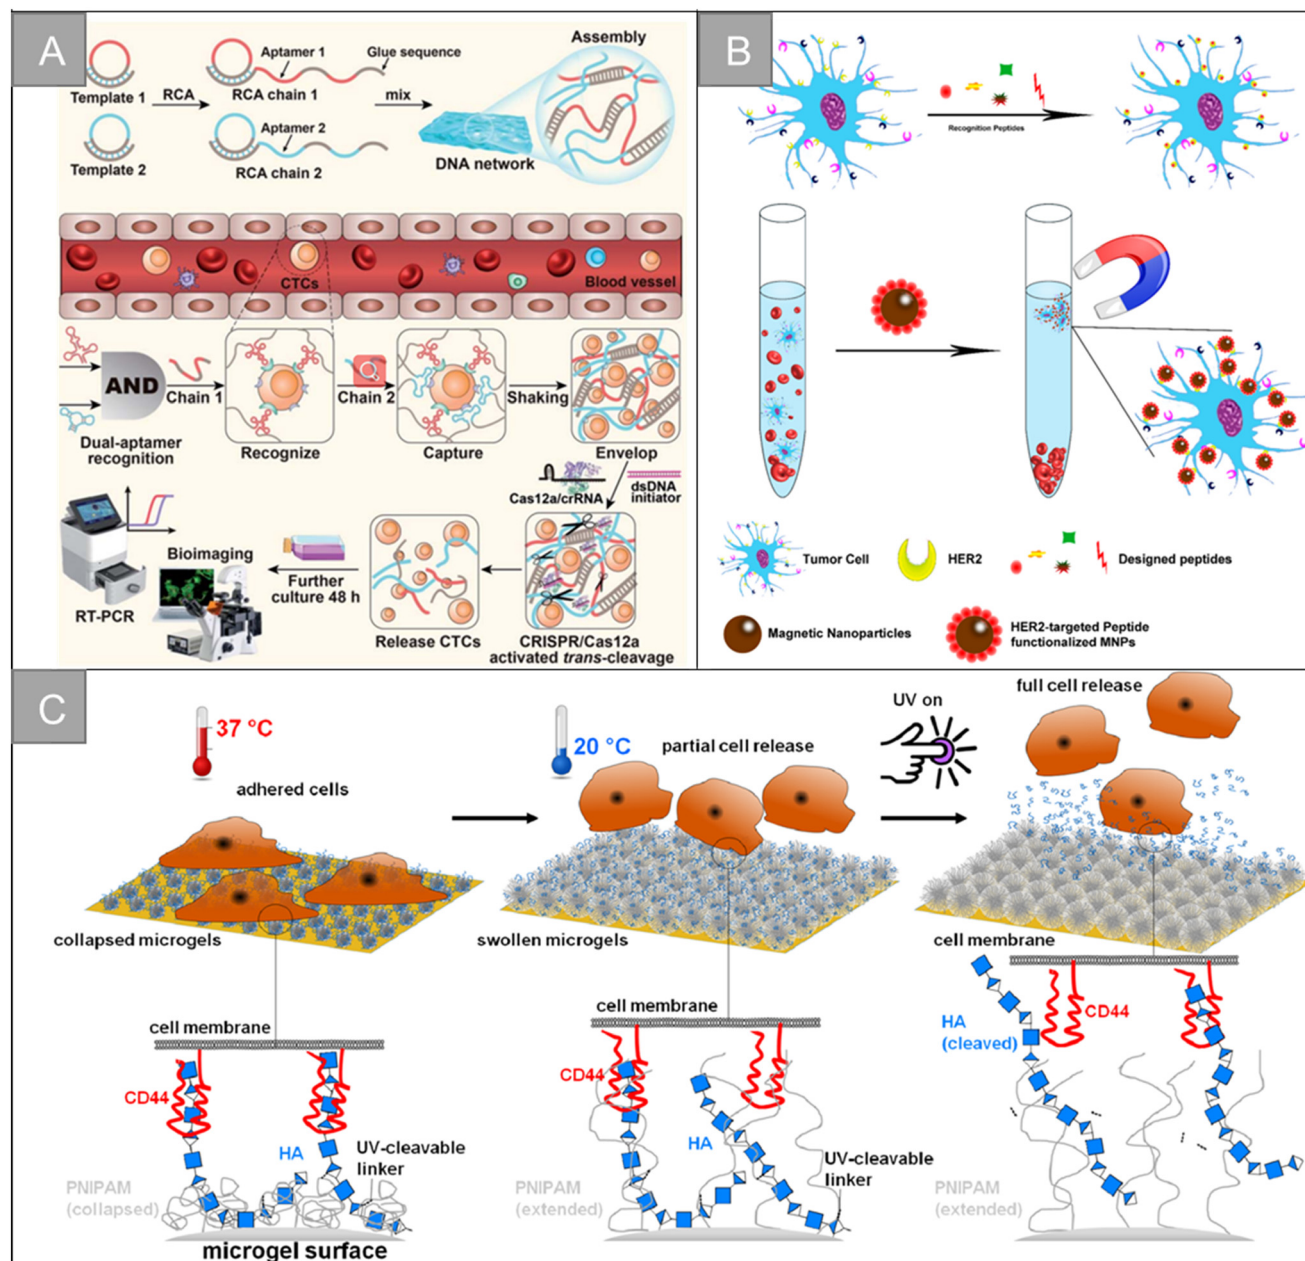 A
Template 1
RCA
Aptamer 1
Glue sequence
RCA chain 1
mix
Assembly
Template 2
Aptamer 2
RCA chain 2
DNA network
CTCs
Blood vessel
AND
Chain 1
Chain 2
Shaking
Dual-aptamer
recognition
Recognize
Capture
Envelop
Cas12a/crRNA
dsDNA
initiator
RT-PCR
Bioimaging
Further
culture 48 h
Release CTCs
CRISPR/Cas12a
activated trans-cleavage
B
Recognition Peptides
Tumor Cell
HER2
Designed peptides
Magnetic Nanoparticles
HER2-targeted Peptide
functionalized MNPs
C
37 °C
adhered cells
collapsed microgels
20 °C
partial cell release
swollen microgels
UV on
full cell release
cell membrane
CD44
HA
UV-cleavable
linker
PNIPAM
(collapsed)
microgel surface
cell membrane
CD44
HA
UV-cleavable
linker
PNIPAM
(extended)
cell membrane
HA
(cleaved)
CD44
PNIPAM
(extended)